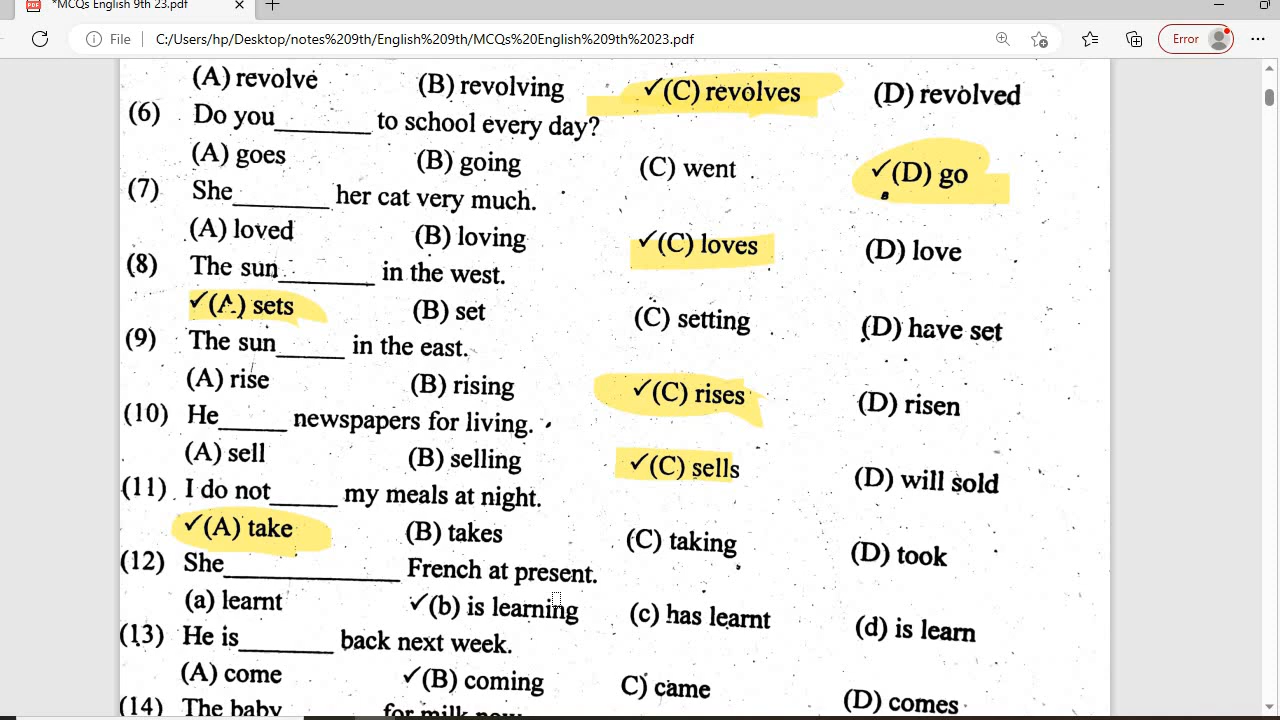 *MCQs English 9th 23.pdf
File C:/Users/hp/Desktop/notes%209th/English%209th/MCQs%20English%209th%2023.pdf Error
(A) revolve (B) revolving ✓(C) revolves (D) revolved
(6) Do you________ to school every day?
(A) goes (B) going (C) went (D) go
(7) She________ her cat very much.
(A) loved (B) loving ✓(C) loves (D) love
(8) The sun________ in the west.
✓(A) sets (B) set (C) setting (D) have set
(9) The sun______ in the east.
(A) rise (B) rising ✓(C) rises (D) risen
(10) He______ newspapers for living.
(A) sell (B) selling ✓(C) sells (D) will sold
(11) I do not______ my meals at night.
✓(A) take (B) takes (C) taking (D) took
(12) She_______________ French at present.
(a) learnt ✓(b) is learning (c) has learnt (d) is learn
(13) He is________ back next week.
(A) come ✓(B) coming C) came (D) comes
(14) The baby________ for milk now